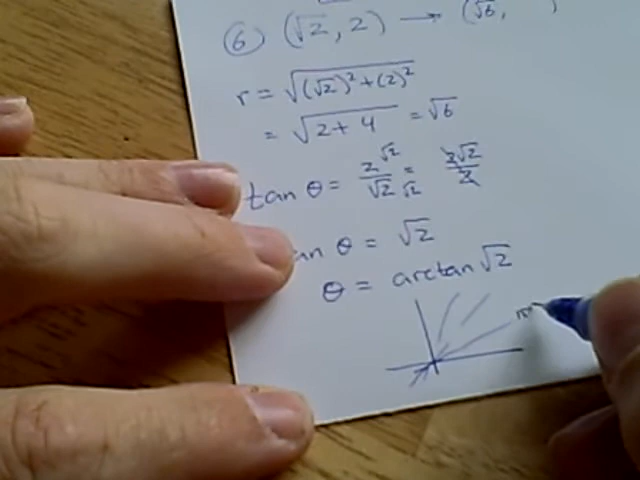 ⑥ (√2, 2) → (√6, )
r = √((√2)² + (2)²)
= √(2 + 4) = √6
tan θ = 2/√2 √2/√2 = 2√2/2
an θ = √2
θ = arctan √2